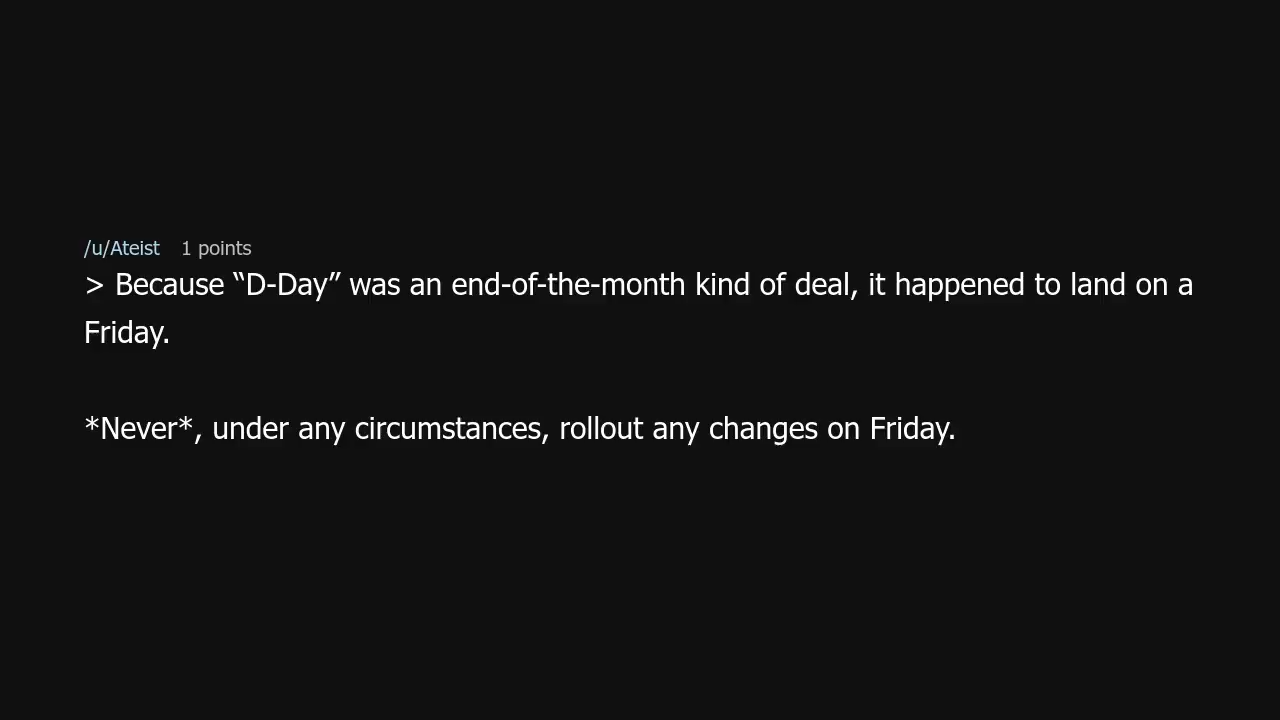 /u/Ateist 1 points
> Because “D-Day” was an end-of-the-month kind of deal, it happened to land on a
Friday.
*Never*, under any circumstances, rollout any changes on Friday.